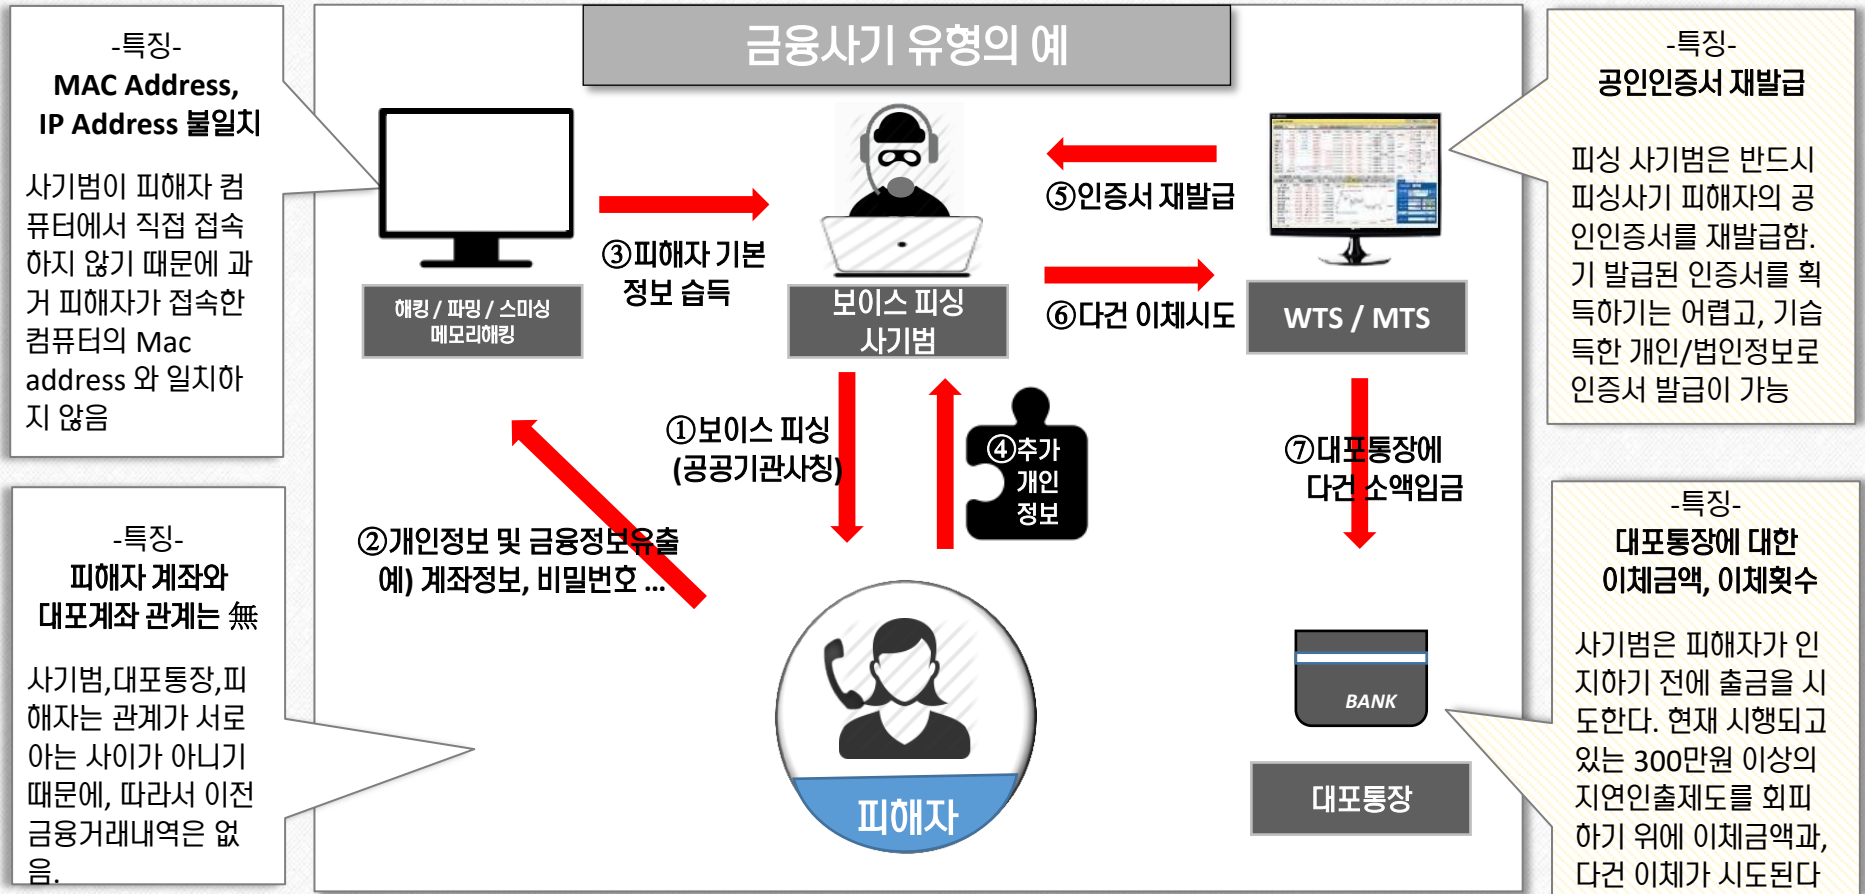 금융사기 유형의 예
-특징-
MAC Address,
IP Address 불일치
사기범이 피해자 컴
퓨터에서 직접 접속
하지 않기 때문에 과
거 피해자가 접속한
컴퓨터의 Mac
address 와 일치하
지 않음
-특징-
피해자 계좌와
대포계좌 관계는 無
사기범,대포통장,피
해자는 관계가 서로
아는 사이가 아니기
때문에, 따라서 이전
금융거래내역은 없
음.
해킹 / 파밍 / 스미싱
메모리해킹
③피해자 기본
정보 습득
보이스 피싱
사기범
⑤인증서 재발급
⑥다건 이체시도
WTS / MTS
①보이스 피싱
(공공기관사칭)
④추가
개인
정보
②개인정보 및 금융정보유출
예) 계좌정보, 비밀번호 ...
⑦대포통장에
다건 소액입금
피해자
BANK
대포통장
-특징-
공인인증서 재발급
피싱 사기범은 반드시
피싱사기 피해자의 공
인인증서를 재발급함.
기 발급된 인증서를 획
득하기는 어렵고, 기습
득한 개인/법인정보로
인증서 발급이 가능
-특징-
대포통장에 대한
이체금액, 이체횟수
사기범은 피해자가 인
지하기 전에 출금을 시
도한다. 현재 시행되고
있는 300만원 이상의
지연인출제도를 회피
하기 위에 이체금액과,
다건 이체가 시도된다